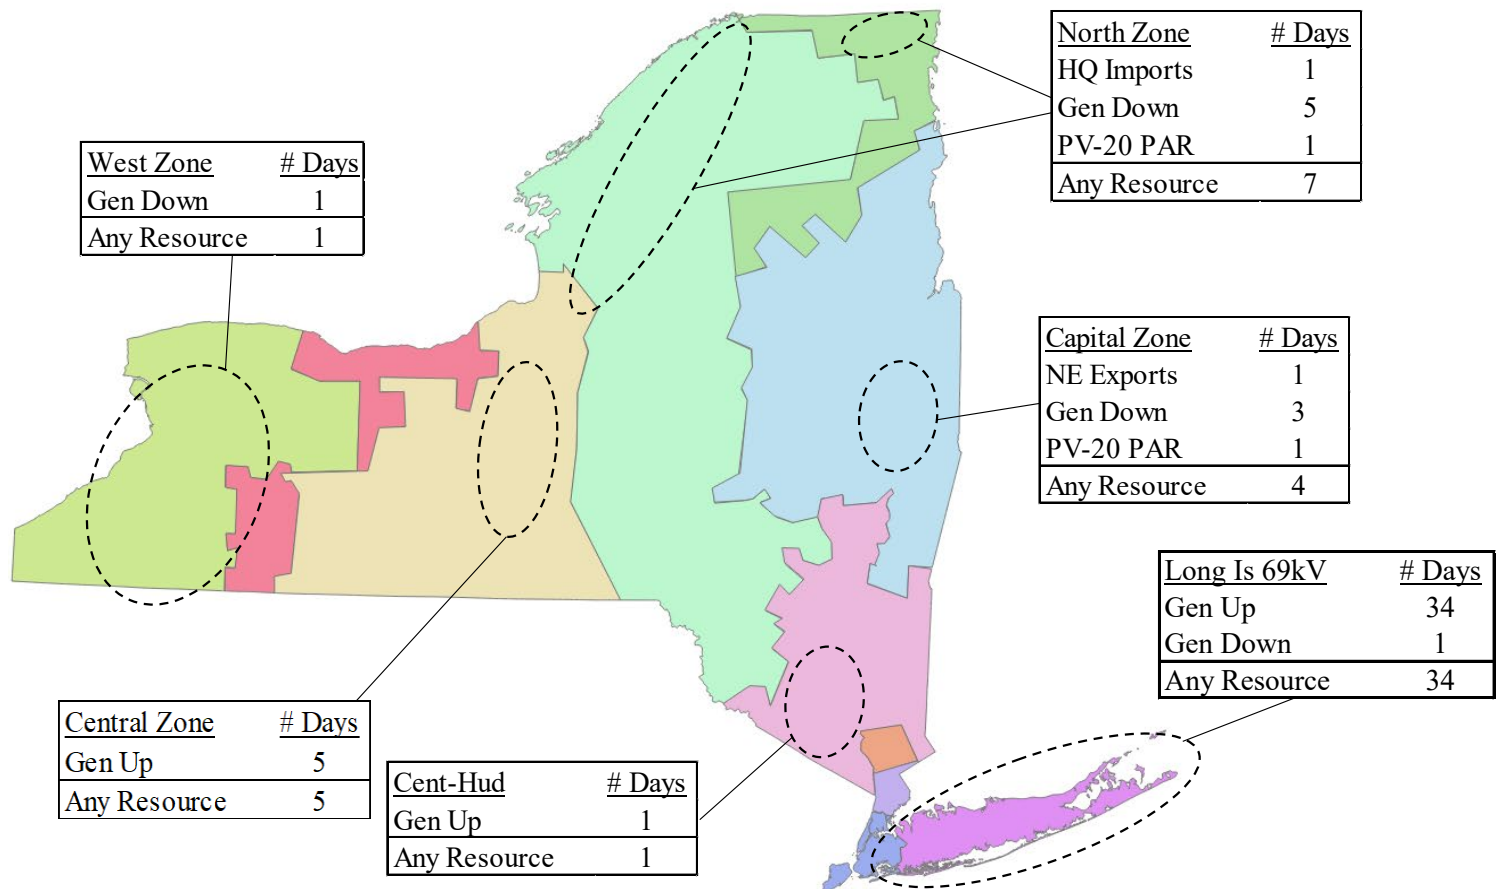 North Zone # Days
HQ Imports 1
Gen Down 5
PV-20 PAR 1
Any Resource 7
West Zone # Days
Gen Down 1
Any Resource 1
Capital Zone # Days
NE Exports 1
Gen Down 3
PV-20 PAR 1
Any Resource 4
Long Is 69kV # Days
Gen Up 34
Gen Down 1
Any Resource 34
Central Zone # Days
Gen Up 5
Any Resource 5
Cent-Hud # Days
Gen Up 1
Any Resource 1